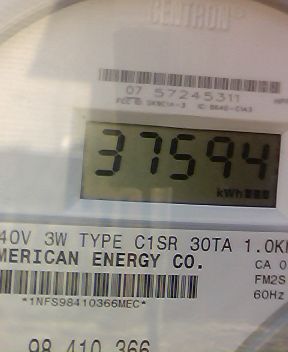 CENTRON®
07 57245311
37594
kWh
40V 3W TYPE C1SR 30TA 1.0K
MERICAN ENERGY CO.
CA 0
FM2S
60Hz
*1NFS98410366MEC*
98 410 366